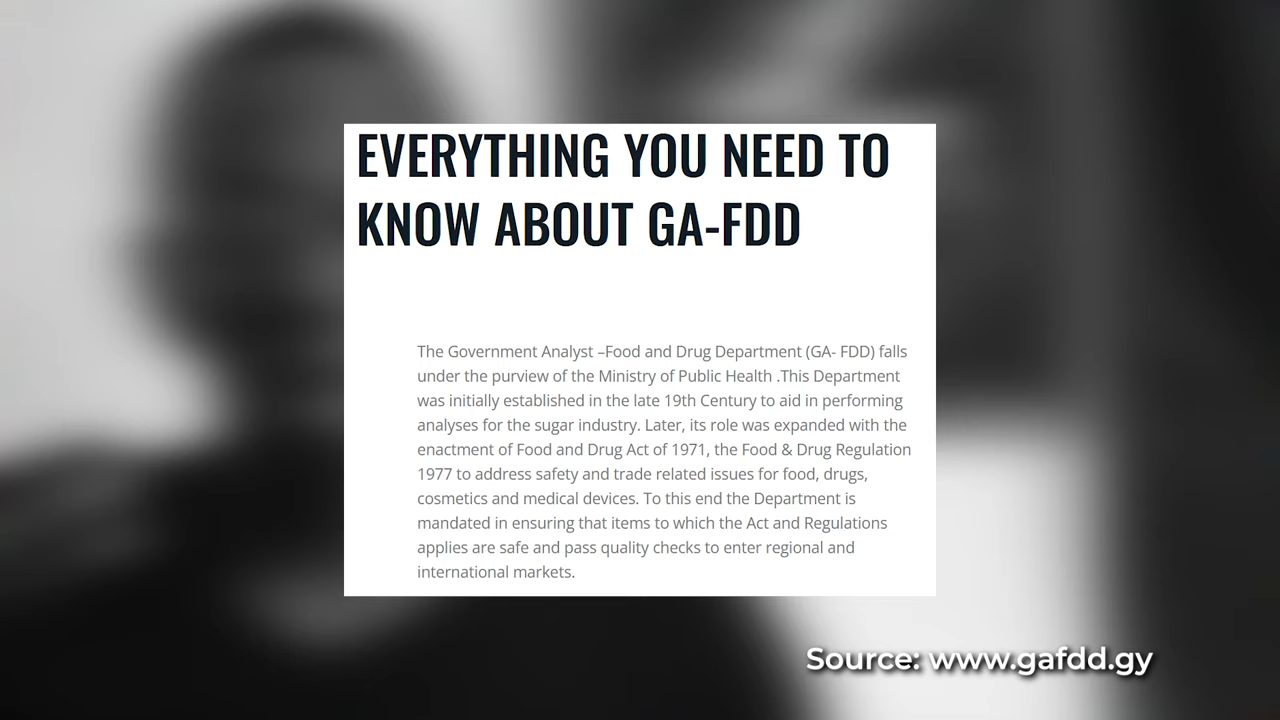 EVERYTHING YOU NEED TO
KNOW ABOUT GA-FDD
The Government Analyst –Food and Drug Department (GA- FDD) falls
under the purview of the Ministry of Public Health .This Department
was initially established in the late 19th Century to aid in performing
analyses for the sugar industry. Later, its role was expanded with the
enactment of Food and Drug Act of 1971, the Food & Drug Regulation
1977 to address safety and trade related issues for food, drugs,
cosmetics and medical devices. To this end the Department is
mandated in ensuring that items to which the Act and Regulations
applies are safe and pass quality checks to enter regional and
international markets.
Source: www.gafdd.gy